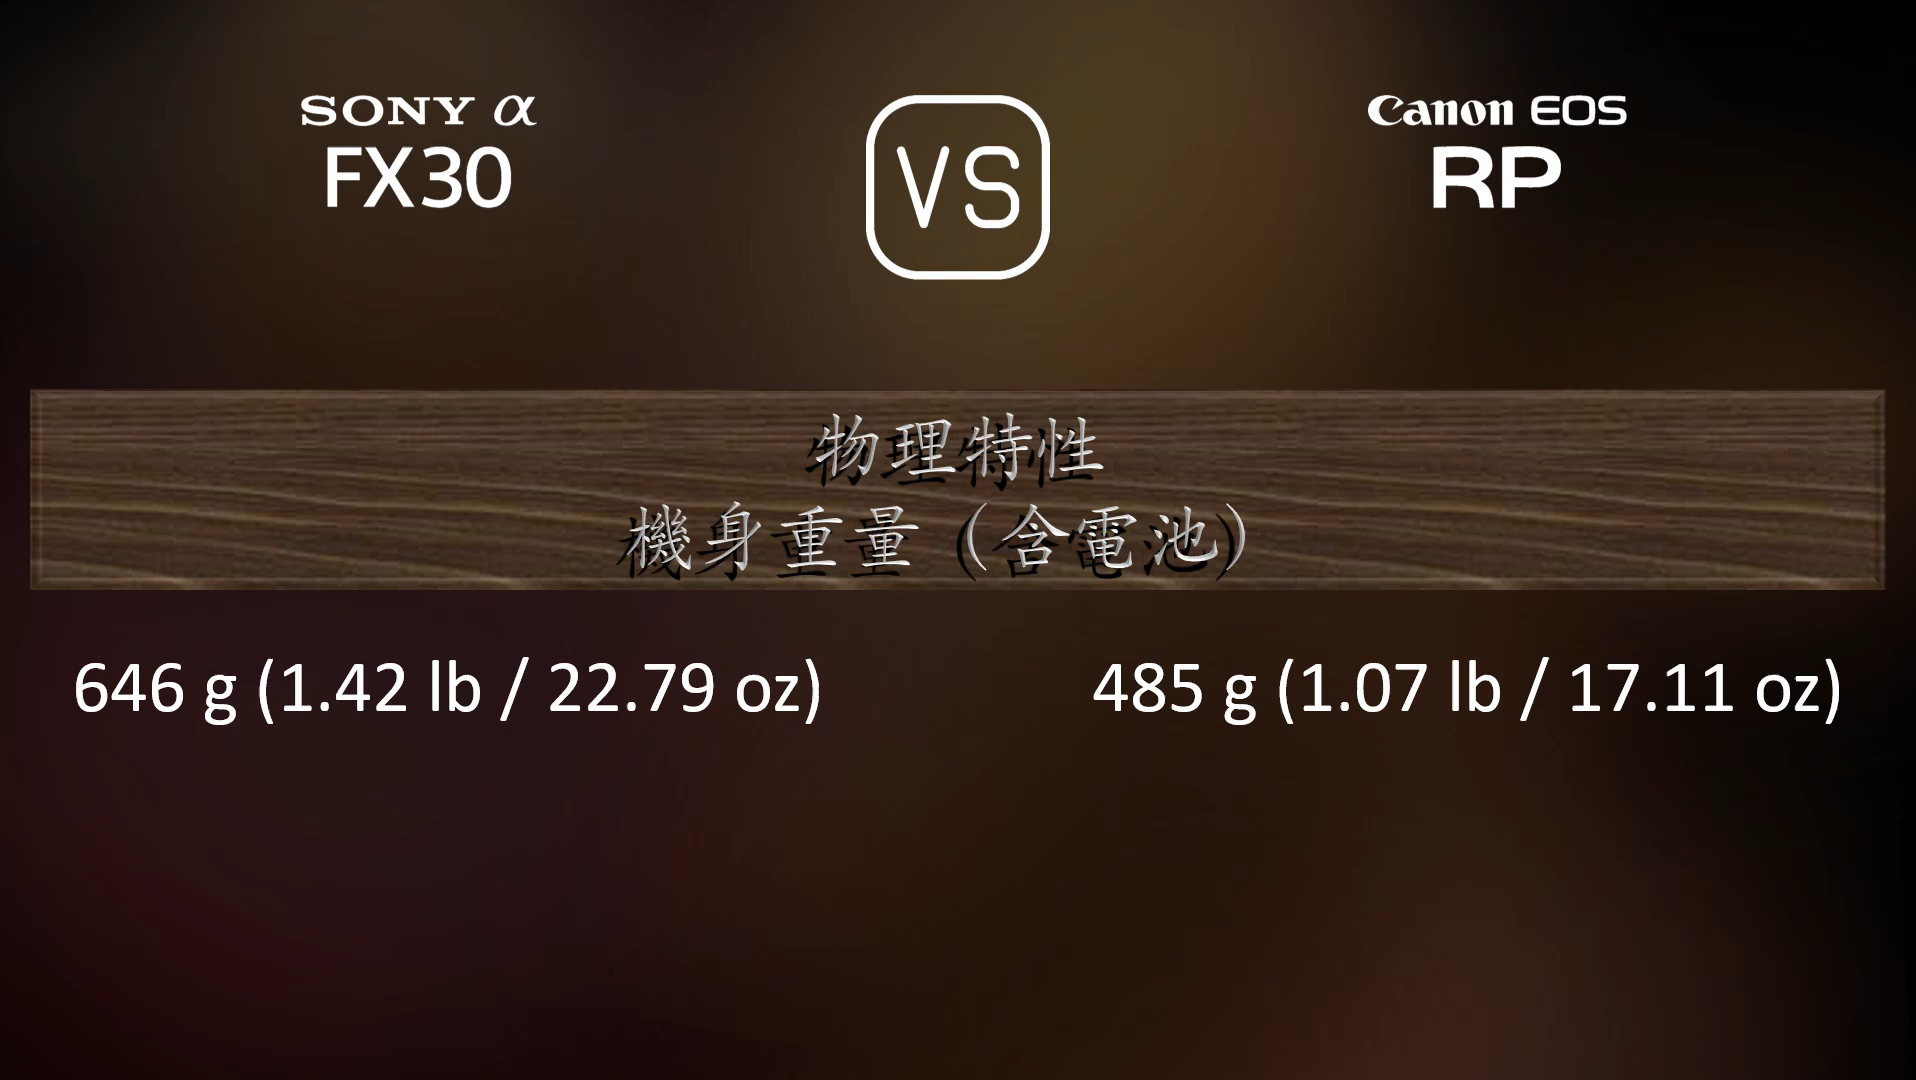 SONY α
FX30
VS
Canon EOS
RP
物理特性
機身重量（含電池）
646 g (1.42 lb / 22.79 oz)
485 g (1.07 lb / 17.11 oz)